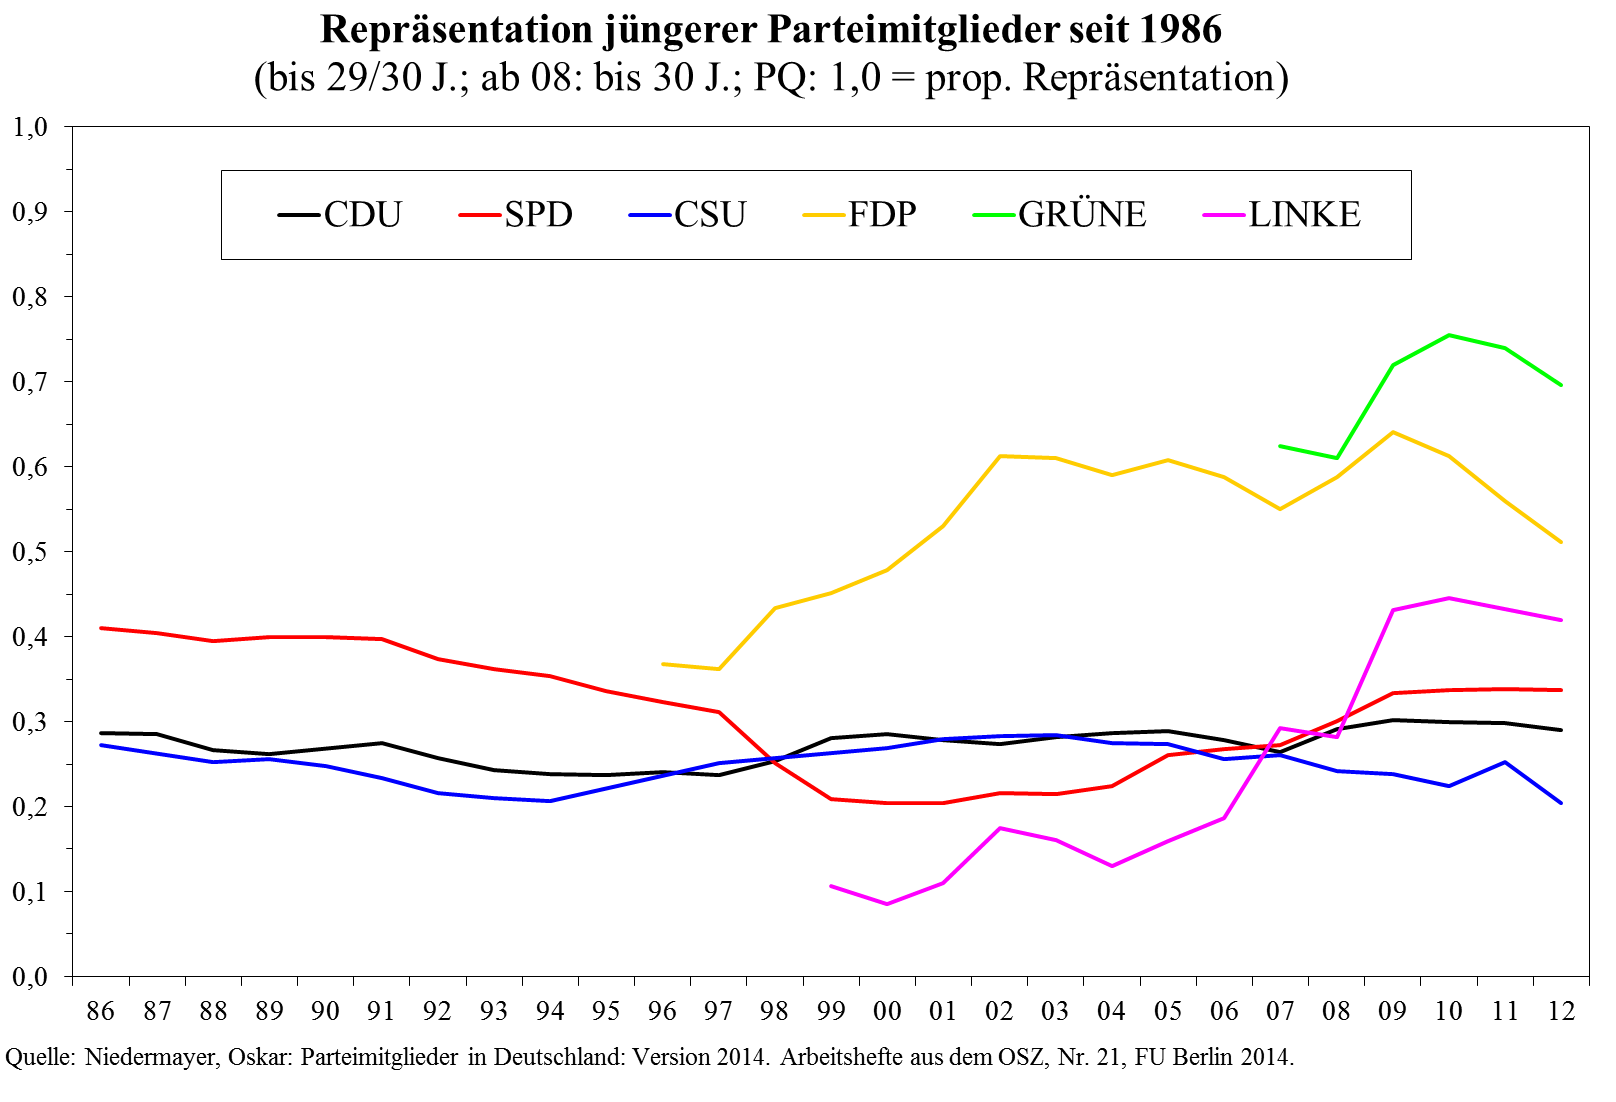 Repräsentation jüngerer Parteimitglieder seit 1986
(bis 29/30 J.; ab 08: bis 30 J.; PQ: 1,0 = prop. Repräsentation)
1,0
CDU SPD CSU FDP GRÜNE LINKE
0,9
0,8
0,7
0,6
0,5
0,4
0,3
0,2
0,1
0,0
86 87 88 89 90 91 92 93 94 95 96 97 98 99 00 01 02 03 04 05 06 07 08 09 10 11 12
Quelle: Niedermayer, Oskar: Parteimitglieder in Deutschland: Version 2014. Arbeitshefte aus dem OSZ, Nr. 21, FU Berlin 2014.